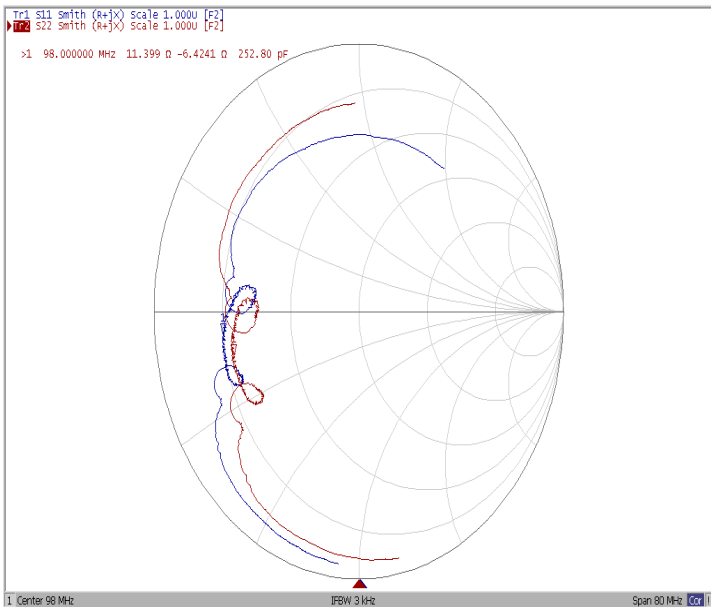 Tr1 S11 Smith (R+jX) Scale 1.000U [F2]
Tr2 S22 Smith (R+jX) Scale 1.000U [F2]
>1 98.000000 MHz 11.399 Ω -6.4241 Ω 252.80 pF
1 Center 98 MHz IFBW 3 kHz Span 80 MHz Cor